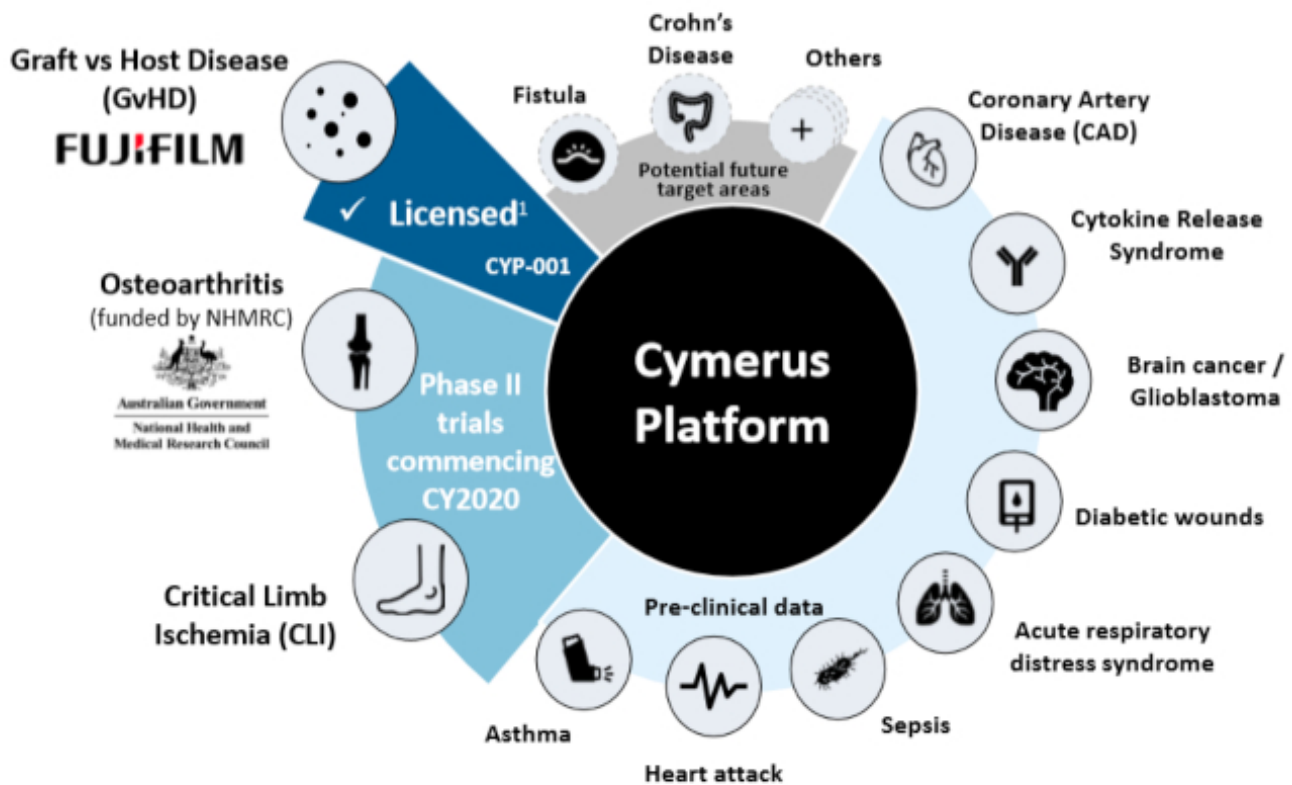 Graft vs Host Disease
(GvHD)
FUJIFILM
✓ Licensed¹
CYP-001
Fistula
Crohn's
Disease
Others
+
Potential future
target areas
Coronary Artery
Disease (CAD)
Cytokine Release
Syndrome
Brain cancer /
Glioblastoma
Diabetic wounds
Acute respiratory
distress syndrome
Sepsis
Heart attack
Asthma
Pre-clinical data
Critical Limb
Ischemia (CLI)
Osteoarthritis
(funded by NHMRC)
Australian Government
National Health and
Medical Research Council
Phase II
trials
commencing
CY2020
Cymerus
Platform